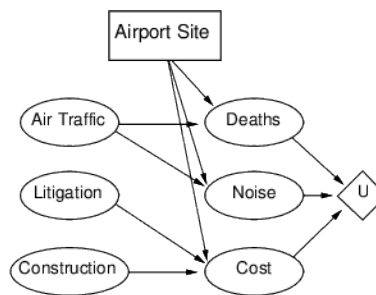 Airport Site
Air Traffic
Deaths
Litigation
Noise
U
Construction
Cost